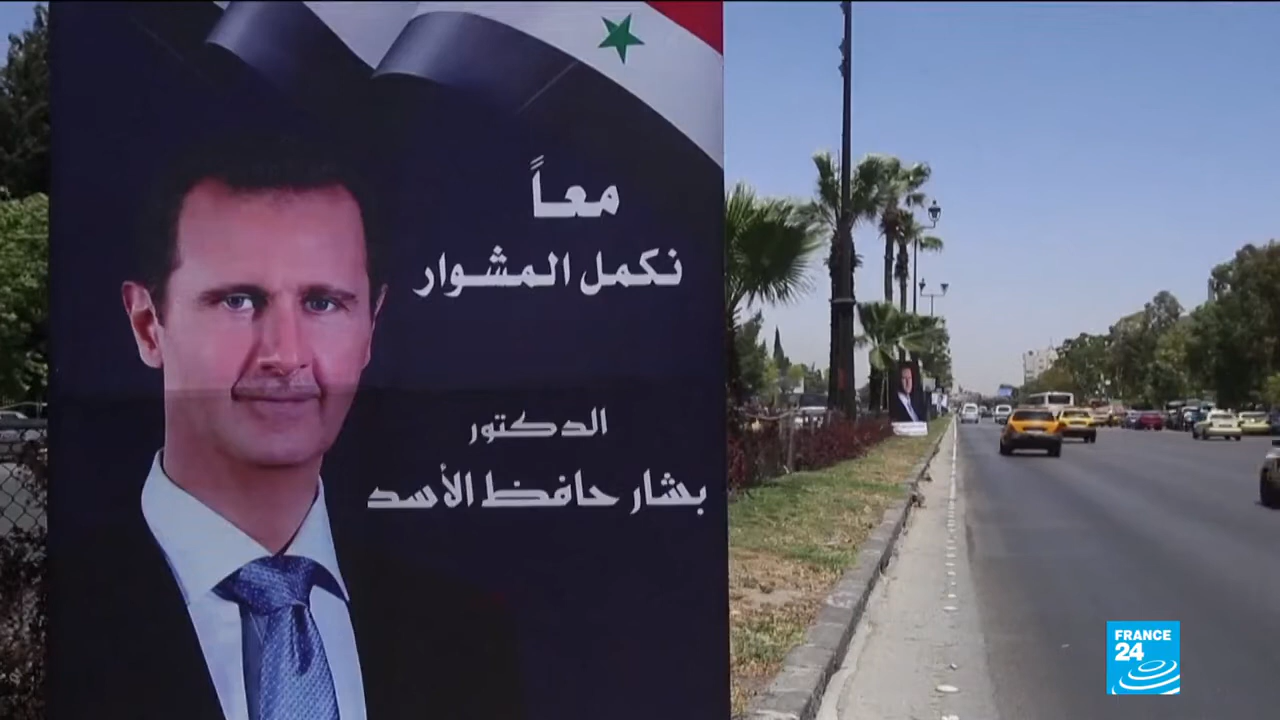 معاً
نكمل المشوار
الدكتور
بشار حافظ الأسد
FRANCE
24